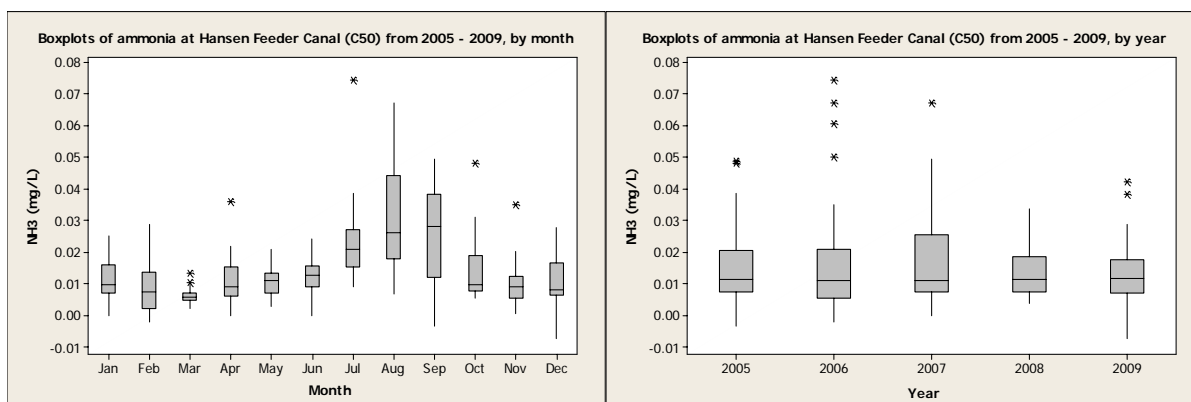 Boxplots of ammonia at Hansen Feeder Canal (C50) from 2005 - 2009, by month
0.08
0.07
0.06
0.05
0.04
0.03
0.02
0.01
0.00
-0.01
NH3 (mg/L)
Jan Feb Mar Apr May Jun Jul Aug Sep Oct Nov Dec
Month
Boxplots of ammonia at Hansen Feeder Canal (C50) from 2005 - 2009, by year
0.08
0.07
0.06
0.05
0.04
0.03
0.02
0.01
0.00
-0.01
NH3 (mg/L)
2005 2006 2007 2008 2009
Year